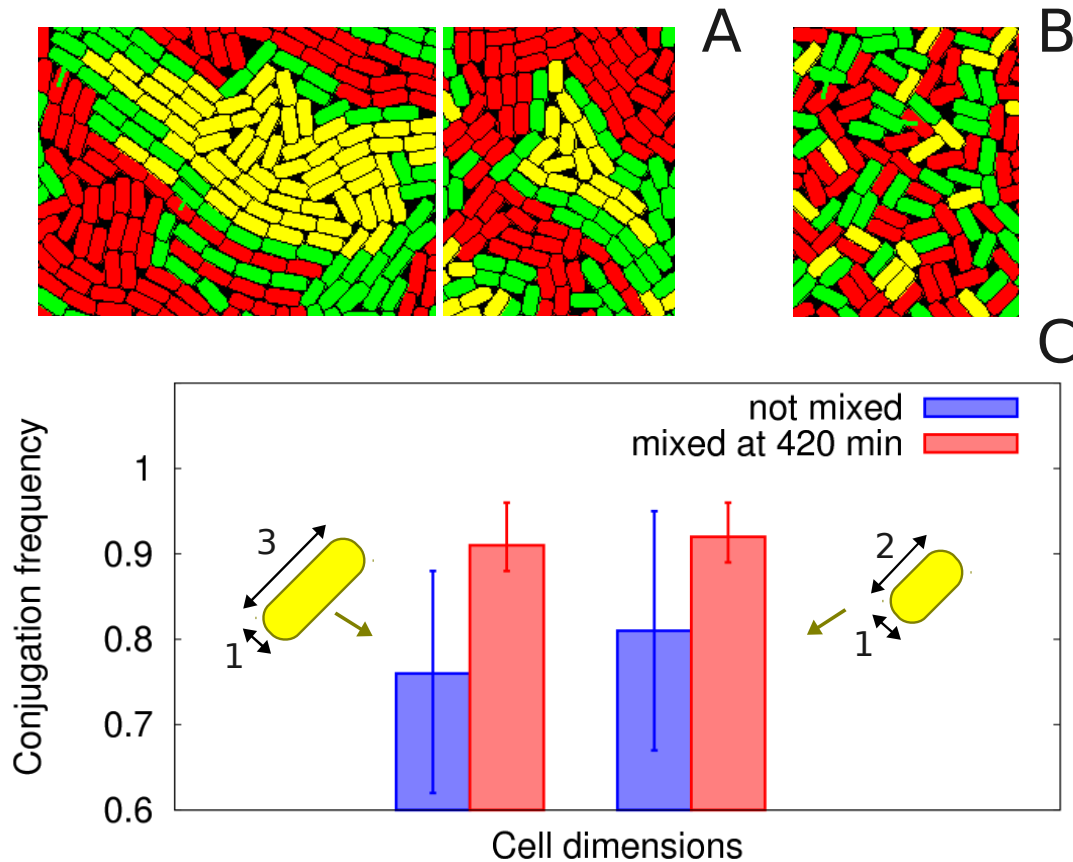 A
B
C
Conjugation frequency
1
0.9
0.8
0.7
0.6
not mixed
mixed at 420 min
3
1
2
1
Cell dimensions